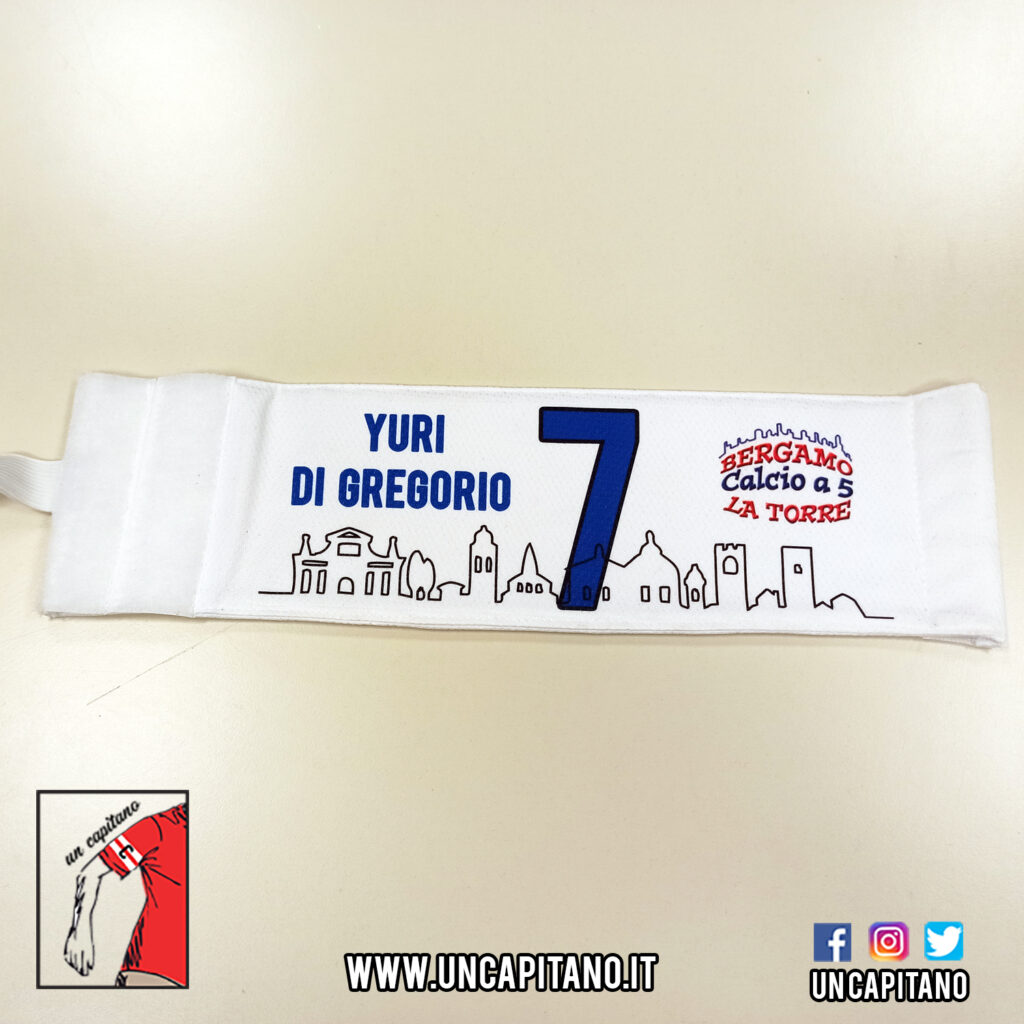 YURI
DI GREGORIO
7
BERGAMO
Calcio a 5
LA TORRE
un capitano
C
WWW.UNCAPITANO.IT
UNCAPITANO